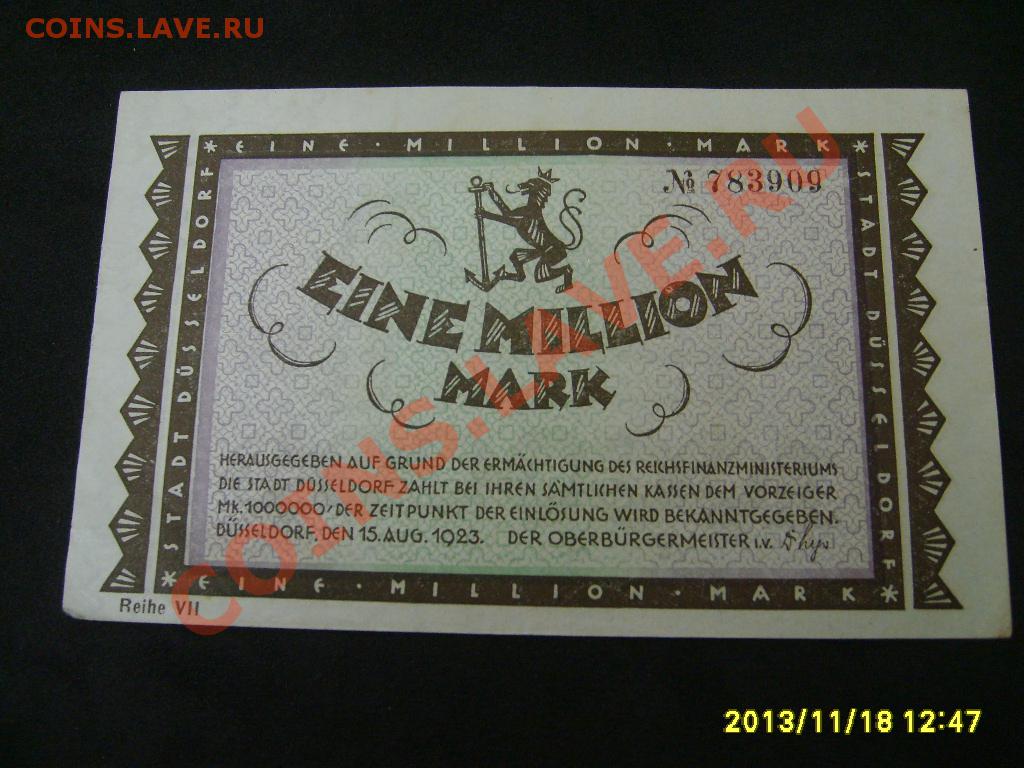 COINS.LAVE.RU
* EINE · MILLION · MARK *
STADT DÜSSELDORF
STADT DÜSSELDORF
№ 783909
EINE MILLION
MARK
HERAUSGEGEBEN AUF GRUND DER ERMÄCHTIGUNG DES REICHSFINANZMINISTERIUMS
DIE STADT DÜSSELDORF ZAHLT BEI IHREN SÄMTLICHEN KASSEN DEM VORZEIGER
MK. 1000000/ DER ZEITPUNKT DER EINLÖSUNG WIRD BEKANNTGEGEBEN.
DÜSSELDORF, DEN 15. AUG. 1923. DER OBERBÜRGERMEISTER i.V.
* EINE · MILLION · MARK *
Reihe VII
COINS.LAVE.RU
2013/11/18 12:47